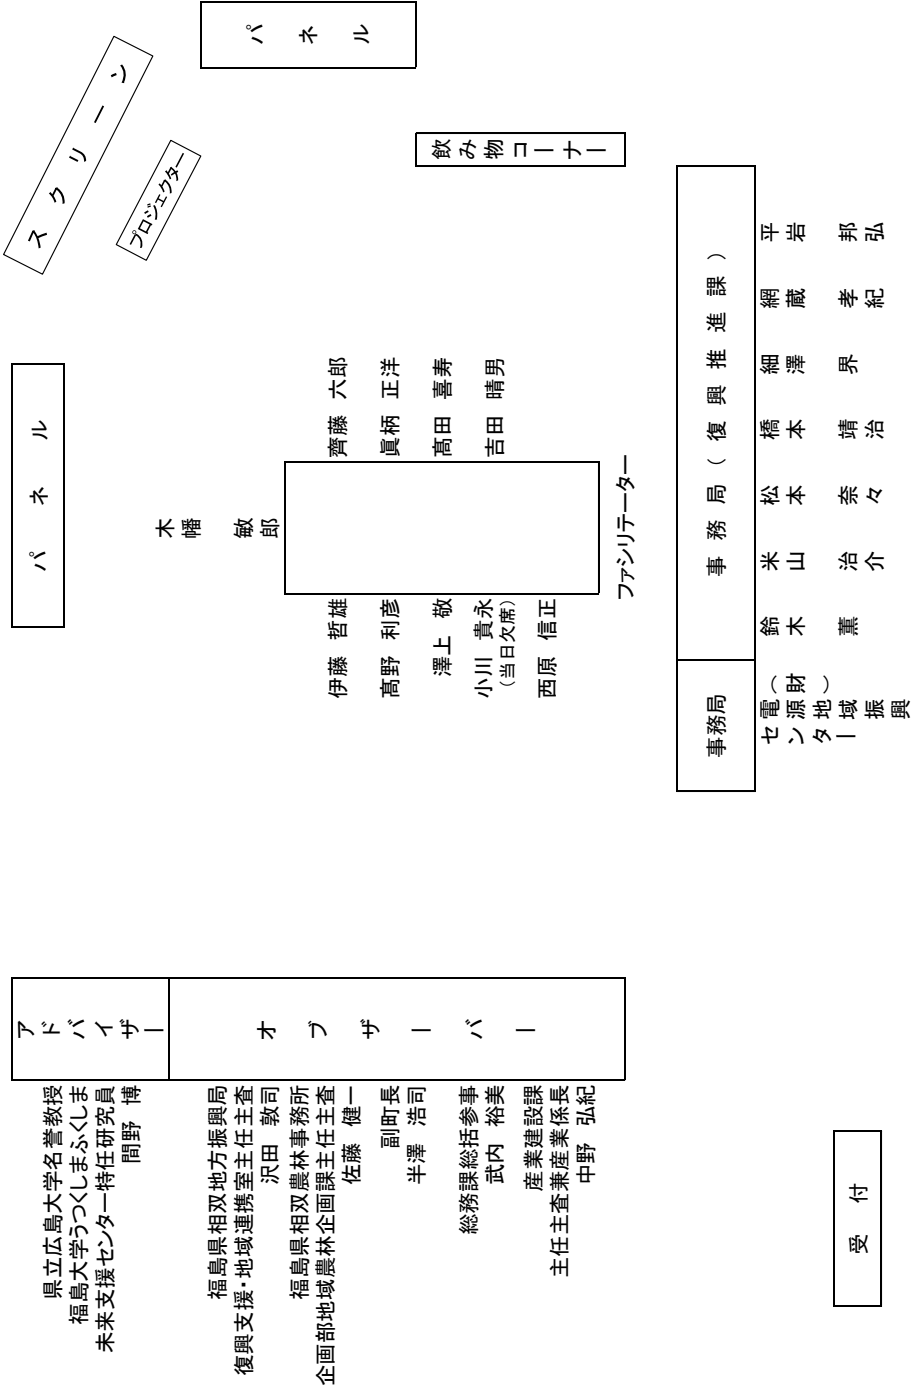 パネル
スクリーン
プロジェクター
飲み物コーナー
パネル
木幡 敏郎
齊藤 六郎
眞柄 正洋
髙田 喜寿
吉田 晴男
伊藤 哲雄
髙野 利彦
澤上 敬
小川 貴永
（当日欠席）
西原 信正
ファシリテーター
事務局（復興推進課）
平岩 邦弘
網蔵 孝紀
細澤 界
橋本 靖治
松本 奈々
米山 治介
鈴木 薫
事務局
（財）
電源地域振興
センター
アドバイザー
県立広島大学名誉教授
福島大学うつくしまふくしま
未来支援センター特任研究員
間野 博
オブザーバー
福島県相双地方振興局
復興支援・地域連携室主任主査
沢田 敦司
福島県相双農林事務所
企画部地域農林企画課主任主査
佐藤 健一
副町長
半澤 浩司
総務課総括参事
武内 裕美
産業建設課
主任主査兼産業係長
中野 弘紀
受付